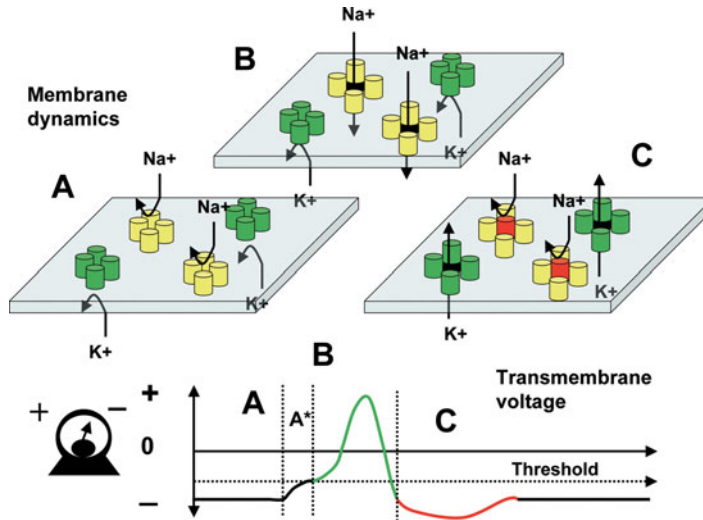 Na+
Na+
B
Membrane
dynamics
K+
K+
C
Na+
Na+
Na+
Na+
A
K+
K+
K+
K+
B
Transmembrane
voltage
+
+
−
A
A*
C
0
Threshold
−